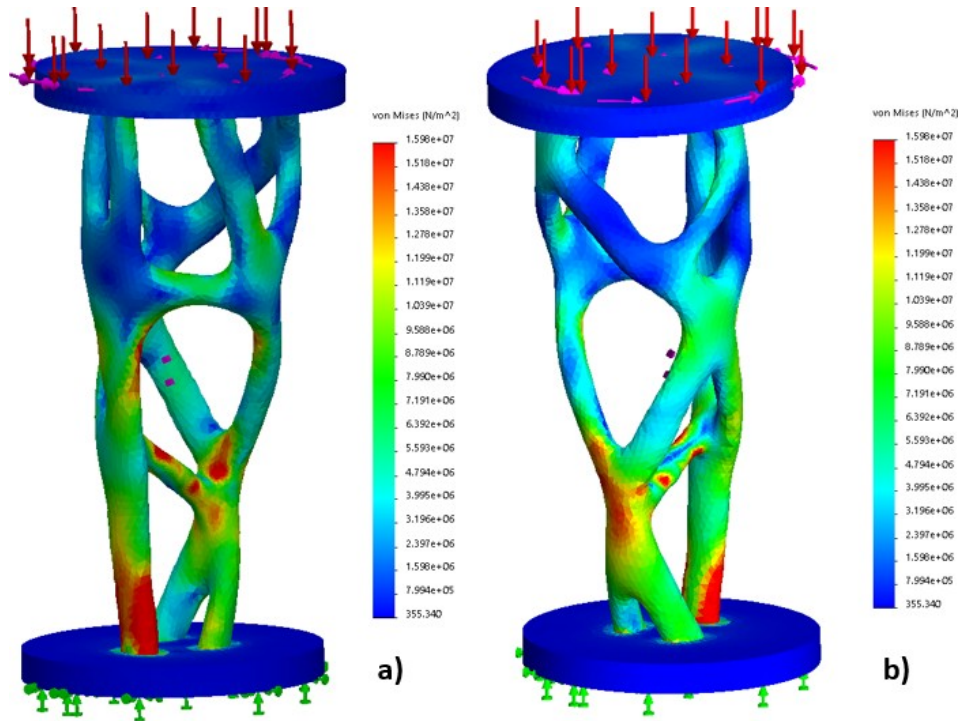 von Mises (N/m^2)
1.598e+07
1.518e+07
1.438e+07
1.358e+07
1.278e+07
1.199e+07
1.119e+07
1.039e+07
9.588e+06
8.789e+06
7.990e+06
7.191e+06
6.392e+06
5.593e+06
4.794e+06
3.995e+06
3.196e+06
2.397e+06
1.598e+06
7.994e+05
355.340
a)
von Mises (N/m^2)
1.598e+07
1.518e+07
1.438e+07
1.358e+07
1.278e+07
1.199e+07
1.119e+07
1.039e+07
9.588e+06
8.789e+06
7.990e+06
7.191e+06
6.392e+06
5.593e+06
4.794e+06
3.995e+06
3.196e+06
2.397e+06
1.598e+06
7.994e+05
355.340
b)